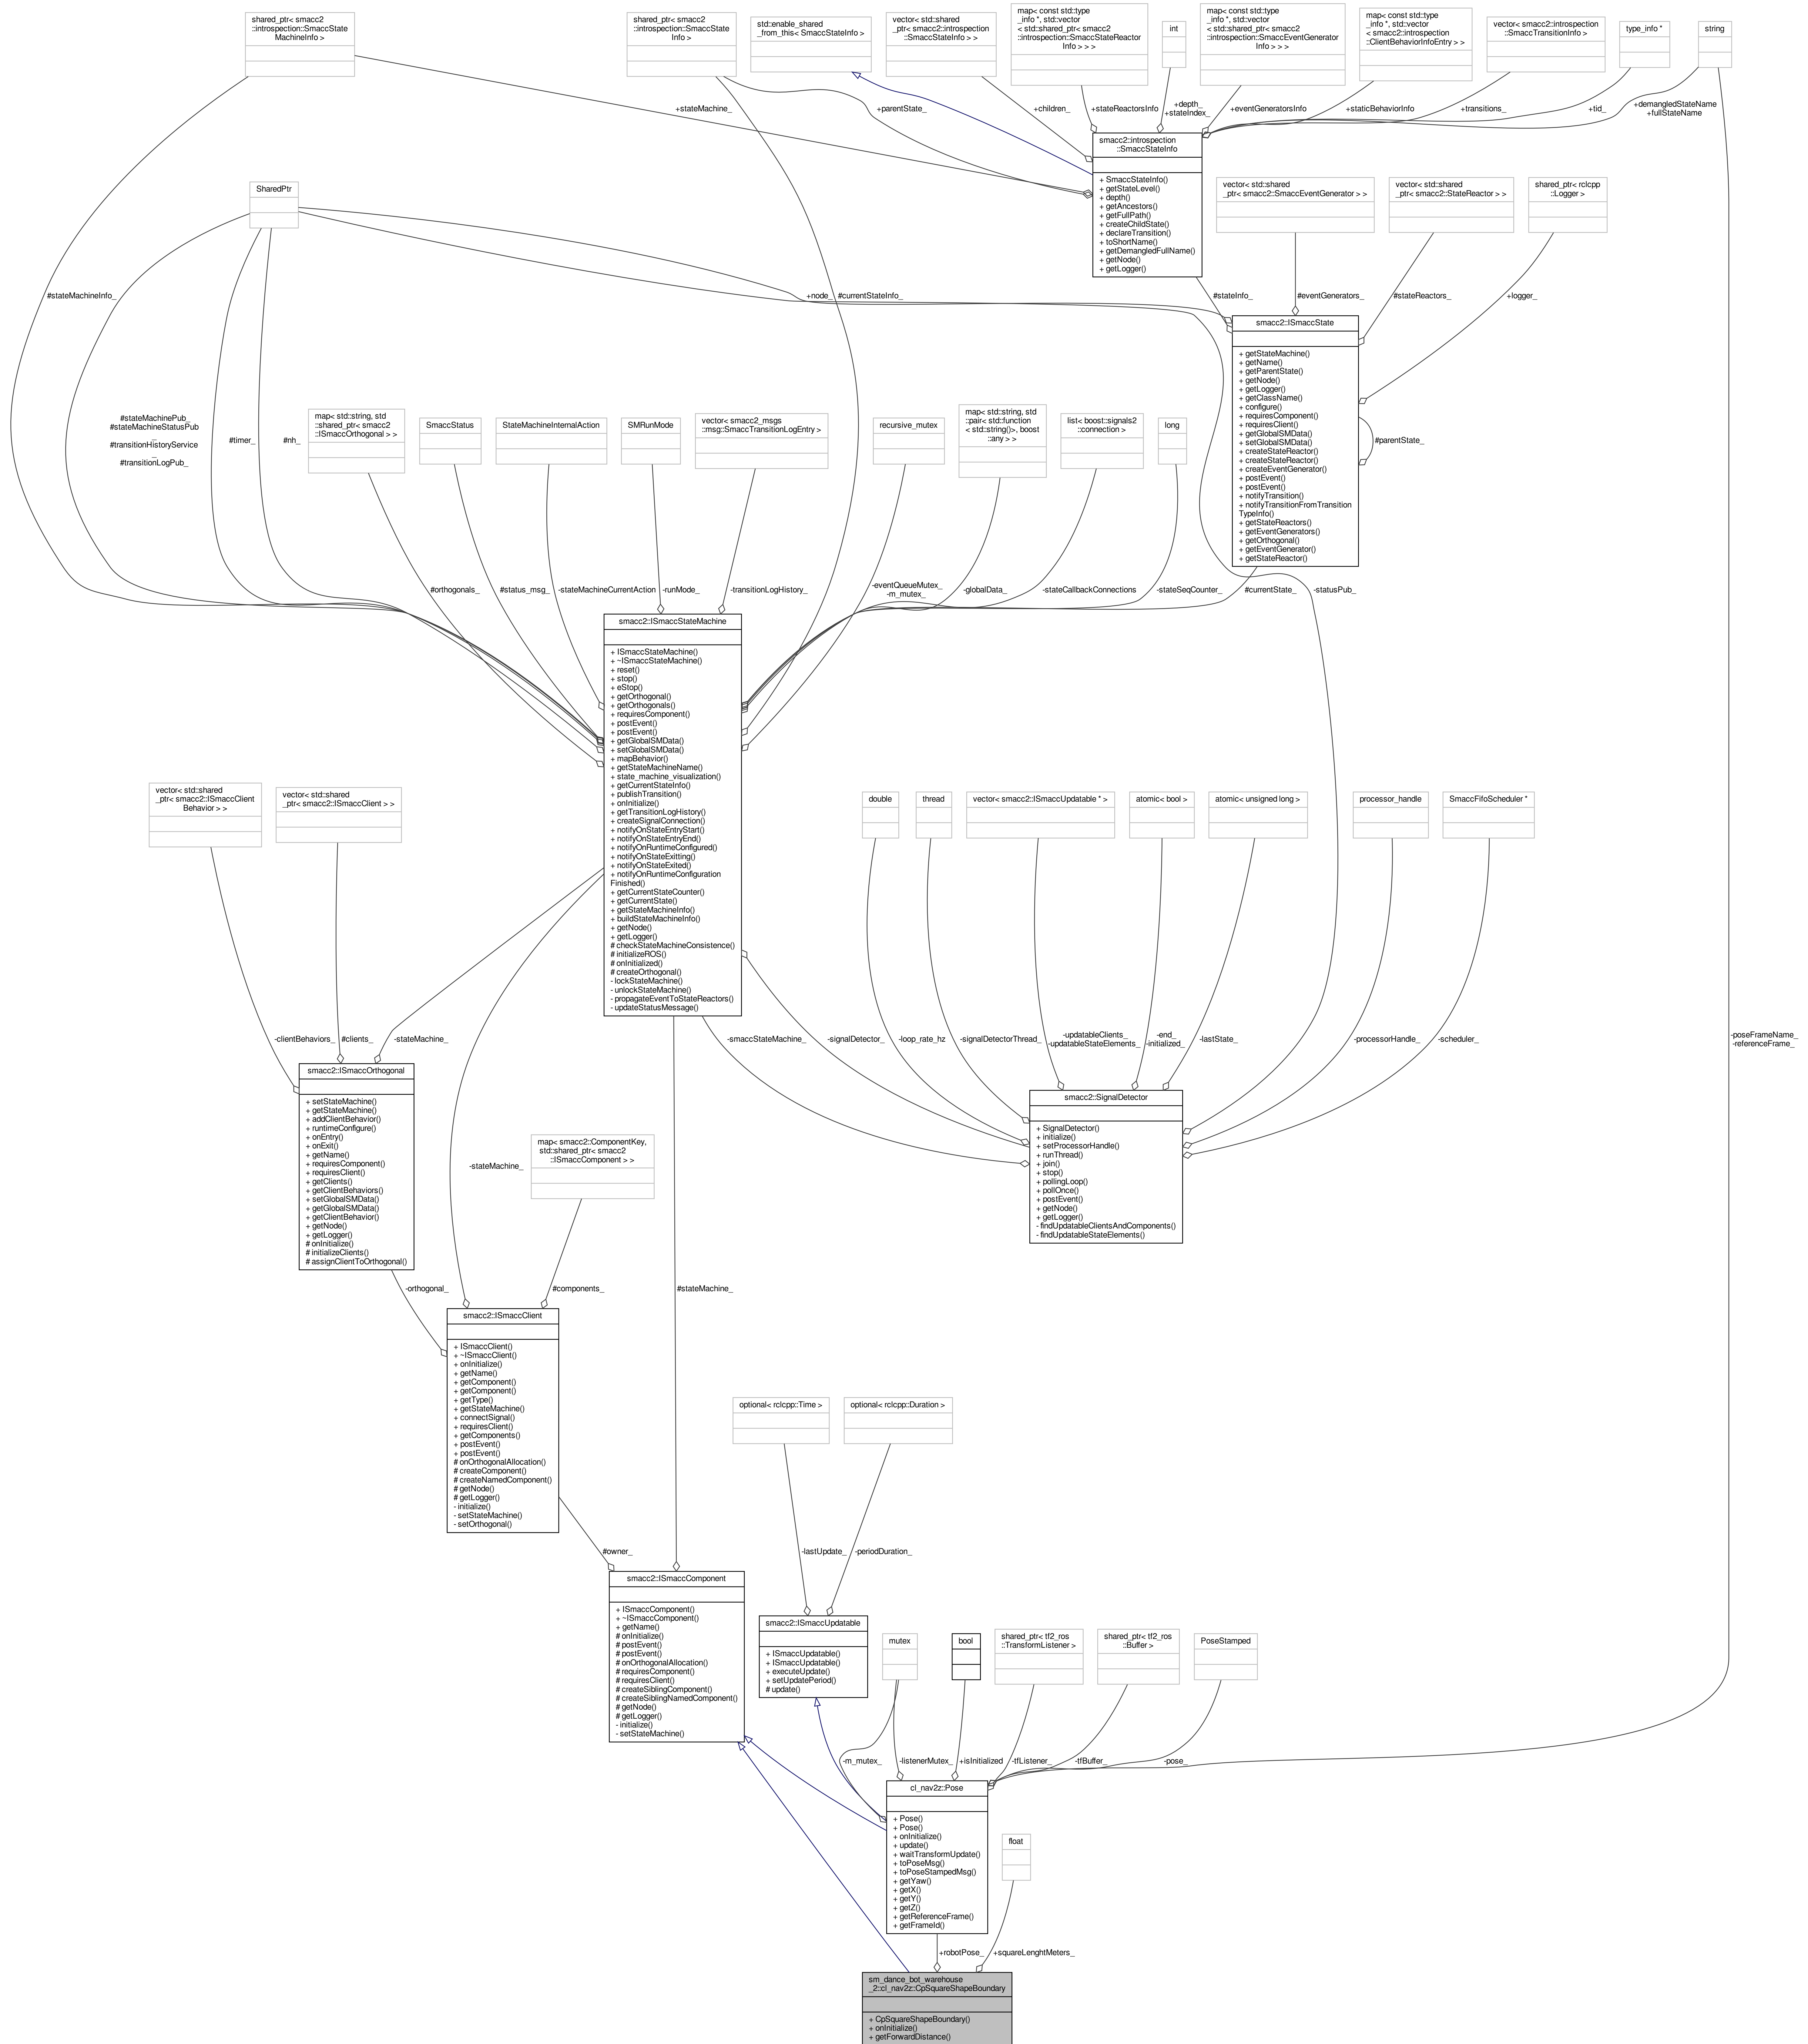 shared_ptr< smacc2
::introspection::SmaccState
MachineInfo >
shared_ptr< smacc2
::introspection::SmaccState
Info >
std::enable_shared
_from_this< SmaccStateInfo >
vector< std::shared
_ptr< smacc2::introspection
::SmaccStateInfo > >
map< const std::type
_info *, std::vector
< std::shared_ptr< smacc2
::introspection::SmaccStateReactor
Info > > >
int
map< const std::type
_info *, std::vector
< std::shared_ptr< smacc2
::introspection::SmaccEventGenerator
Info > > >
map< const std::type
_info *, std::vector
< smacc2::introspection
::ClientBehaviorInfoEntry > >
vector< smacc2::introspection
::SmaccTransitionInfo >
type_info *
string
+stateMachine_
+parentState_
+children_
+stateReactorsInfo
+depth_
+stateIndex_
+eventGeneratorsInfo
+staticBehaviorInfo
+transitions_
+tid_
+demangledStateName
+fullStateName
smacc2::introspection
::SmaccStateInfo
+ SmaccStateInfo()
+ getStateLevel()
+ depth()
+ getAncestors()
+ getFullPath()
+ createChildState()
+ declareTransition()
+ toShortName()
+ getDemangledFullName()
+ getNode()
+ getLogger()
SharedPtr
vector< std::shared
_ptr< smacc2::SmaccEventGenerator > >
vector< std::shared
_ptr< smacc2::StateReactor > >
shared_ptr< rclcpp
::Logger >
#stateMachineInfo_
+node_
#currentStateInfo_
#stateInfo_
#eventGenerators_
#stateReactors_
+logger_
smacc2::ISmaccState
+ getStateMachine()
+ getName()
+ getParentState()
+ getNode()
+ getLogger()
+ getClassName()
+ configure()
+ requiresComponent()
+ requiresClient()
+ getGlobalSMData()
+ setGlobalSMData()
+ createStateReactor()
+ createStateReactor()
+ createEventGenerator()
+ postEvent()
+ postEvent()
+ notifyTransition()
+ notifyTransitionFromTransition
TypeInfo()
+ getStateReactors()
+ getEventGenerators()
+ getOrthogonal()
+ getEventGenerator()
+ getStateReactor()
#parentState_
#stateMachinePub_
#stateMachineStatusPub
_
#transitionHistoryService
_
#transitionLogPub_
#timer_
#nh_
map< std::string, std
::shared_ptr< smacc2
::ISmaccOrthogonal > >
SmaccStatus
StateMachineInternalAction
SMRunMode
vector< smacc2_msgs
::msg::SmaccTransitionLogEntry >
recursive_mutex
map< std::string, std
::pair< std::function
< std::string()>, boost
::any > >
list< boost::signals2
::connection >
long
#orthogonals_
#status_msg_
-stateMachineCurrentAction
-runMode_
-transitionLogHistory_
-eventQueueMutex_
-m_mutex_
-globalData_
-stateCallbackConnections
-stateSeqCounter_
#currentState_
-statusPub_
smacc2::ISmaccStateMachine
+ ISmaccStateMachine()
+ ~ISmaccStateMachine()
+ reset()
+ stop()
+ eStop()
+ getOrthogonal()
+ getOrthogonals()
+ requiresComponent()
+ postEvent()
+ postEvent()
+ getGlobalSMData()
+ setGlobalSMData()
+ mapBehavior()
+ getStateMachineName()
+ state_machine_visualization()
+ getCurrentStateInfo()
+ publishTransition()
+ onInitialize()
+ getTransitionLogHistory()
+ createSignalConnection()
+ notifyOnStateEntryStart()
+ notifyOnStateEntryEnd()
+ notifyOnRuntimeConfigured()
+ notifyOnStateExitting()
+ notifyOnStateExited()
+ notifyOnRuntimeConfiguration
Finished()
+ getCurrentStateCounter()
+ getCurrentState()
+ getStateMachineInfo()
+ buildStateMachineInfo()
+ getNode()
+ getLogger()
# checkStateMachineConsistence()
# initializeROS()
# onInitialized()
# createOrthogonal()
- lockStateMachine()
- unlockStateMachine()
- propagateEventToStateReactors()
- updateStatusMessage()
vector< std::shared
_ptr< smacc2::ISmaccClient
Behavior > >
vector< std::shared
_ptr< smacc2::ISmaccClient > >
double
thread
vector< smacc2::ISmaccUpdatable * >
atomic< bool >
atomic< unsigned long >
processor_handle
SmaccFifoScheduler *
-clientBehaviors_
#clients_
-stateMachine_
-smaccStateMachine_
-signalDetector_
-loop_rate_hz
-signalDetectorThread_
-updatableClients_
-updatableStateElements_
-end_
-initialized_
-lastState_
-processorHandle_
-scheduler_
-poseFrameName_
-referenceFrame_
smacc2::ISmaccOrthogonal
+ setStateMachine()
+ getStateMachine()
+ addClientBehavior()
+ runtimeConfigure()
+ onEntry()
+ onExit()
+ getName()
+ requiresComponent()
+ requiresClient()
+ getClients()
+ getClientBehaviors()
+ setGlobalSMData()
+ getGlobalSMData()
+ getClientBehavior()
+ getNode()
+ getLogger()
# onInitialize()
# initializeClients()
# assignClientToOrthogonal()
smacc2::SignalDetector
+ SignalDetector()
+ initialize()
+ setProcessorHandle()
+ runThread()
+ join()
+ stop()
+ pollingLoop()
+ pollOnce()
+ postEvent()
+ getNode()
+ getLogger()
- findUpdatableClientsAndComponents()
- findUpdatableStateElements()
-stateMachine_
map< smacc2::ComponentKey,
std::shared_ptr< smacc2
::ISmaccComponent > >
-orthogonal_
#components_
#stateMachine_
smacc2::ISmaccClient
+ ISmaccClient()
+ ~ISmaccClient()
+ onInitialize()
+ getName()
+ getComponent()
+ getComponent()
+ getType()
+ getStateMachine()
+ connectSignal()
+ requiresClient()
+ getComponents()
+ postEvent()
+ postEvent()
# onOrthogonalAllocation()
# createComponent()
# createNamedComponent()
# getNode()
# getLogger()
- initialize()
- setStateMachine()
- setOrthogonal()
optional< rclcpp::Time >
optional< rclcpp::Duration >
#owner_
-lastUpdate_
-periodDuration_
smacc2::ISmaccComponent
+ ISmaccComponent()
+ ~ISmaccComponent()
+ getName()
# onInitialize()
# postEvent()
# postEvent()
# onOrthogonalAllocation()
# requiresComponent()
# requiresClient()
# createSiblingComponent()
# createSiblingNamedComponent()
# getNode()
# getLogger()
- initialize()
- setStateMachine()
smacc2::ISmaccUpdatable
+ ISmaccUpdatable()
+ ISmaccUpdatable()
+ executeUpdate()
+ setUpdatePeriod()
# update()
mutex
bool
shared_ptr< tf2_ros
::TransformListener >
shared_ptr< tf2_ros
::Buffer >
PoseStamped
-m_mutex_
-listenerMutex_
+isInitialized
-tfListener_
-tfBuffer_
-pose_
cl_nav2z::Pose
+ Pose()
+ Pose()
+ onInitialize()
+ update()
+ waitTransformUpdate()
+ toPoseMsg()
+ toPoseStampedMsg()
+ getYaw()
+ getX()
+ getY()
+ getZ()
+ getReferenceFrame()
+ getFrameId()
float
+robotPose_
+squareLenghtMeters_
sm_dance_bot_warehouse
_2::cl_nav2z::CpSquareShapeBoundary
+ CpSquareShapeBoundary()
+ onInitialize()
+ getForwardDistance()